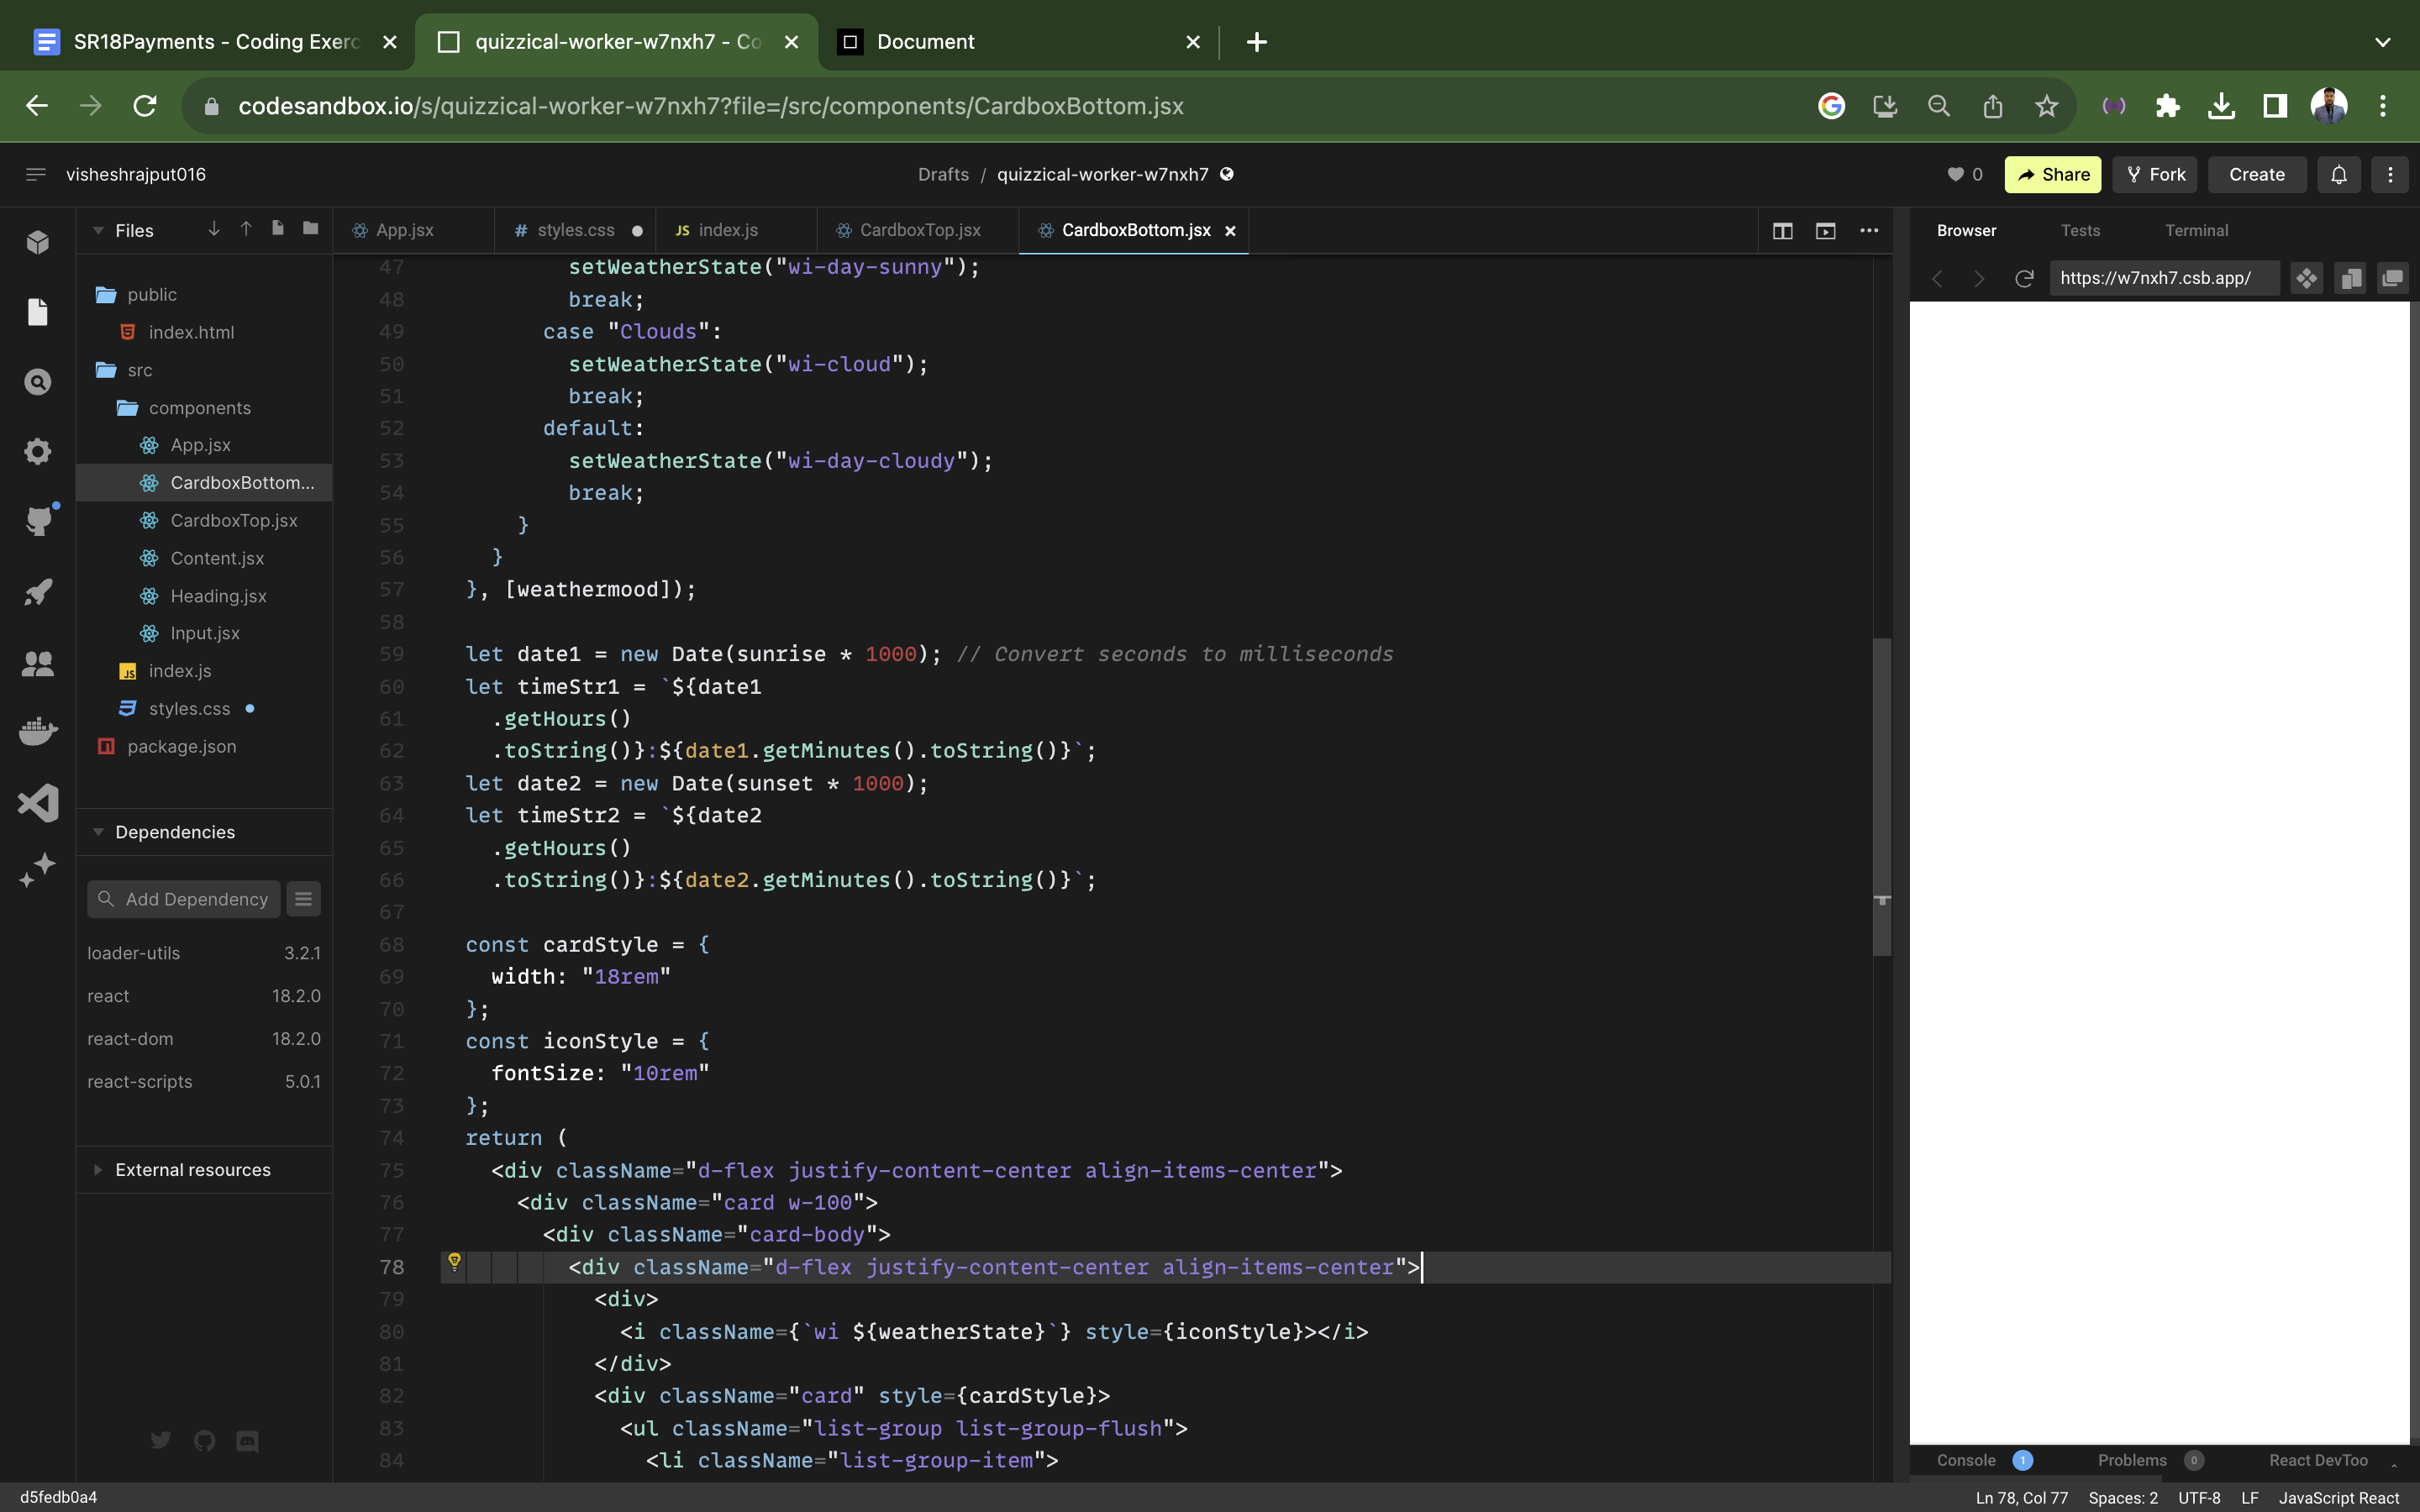 SR18Payments - Coding Exerc
quizzical-worker-w7nxh7 - Co
Document
codesandbox.io/s/quizzical-worker-w7nxh7?file=/src/components/CardboxBottom.jsx
visheshrajput016
Drafts / quizzical-worker-w7nxh7
0
Share
Fork
Create
Files
App.jsx
# styles.css
JS index.js
CardboxTop.jsx
CardboxBottom.jsx
Browser
Tests
Terminal
https://w7nxh7.csb.app/
public
index.html
src
components
App.jsx
CardboxBottom...
CardboxTop.jsx
Content.jsx
Heading.jsx
Input.jsx
JS index.js
styles.css
package.json
Dependencies
Add Dependency
loader-utils 3.2.1
react 18.2.0
react-dom 18.2.0
react-scripts 5.0.1
External resources
47 setWeatherState("wi-day-sunny");
48 break;
49 case "Clouds":
50 setWeatherState("wi-cloud");
51 break;
52 default:
53 setWeatherState("wi-day-cloudy");
54 break;
55 }
56 }
57 }, [weathermood]);
58
59 let date1 = new Date(sunrise * 1000); // Convert seconds to milliseconds
60 let timeStr1 = `${date1
61 .getHours()
62 .toString()}:${date1.getMinutes().toString()}`;
63 let date2 = new Date(sunset * 1000);
64 let timeStr2 = `${date2
65 .getHours()
66 .toString()}:${date2.getMinutes().toString()}`;
67
68 const cardStyle = {
69 width: "18rem"
70 };
71 const iconStyle = {
72 fontSize: "10rem"
73 };
74 return (
75 <div className="d-flex justify-content-center align-items-center">
76 <div className="card w-100">
77 <div className="card-body">
78 <div className="d-flex justify-content-center align-items-center">
79 <div>
80 <i className={`wi ${weatherState}`} style={iconStyle}></i>
81 </div>
82 <div className="card" style={cardStyle}>
83 <ul className="list-group list-group-flush">
84 <li className="list-group-item">
Console 1
Problems 0
React DevToo
d5fedb0a4
Ln 78, Col 77
Spaces: 2
UTF-8
LF
JavaScript React